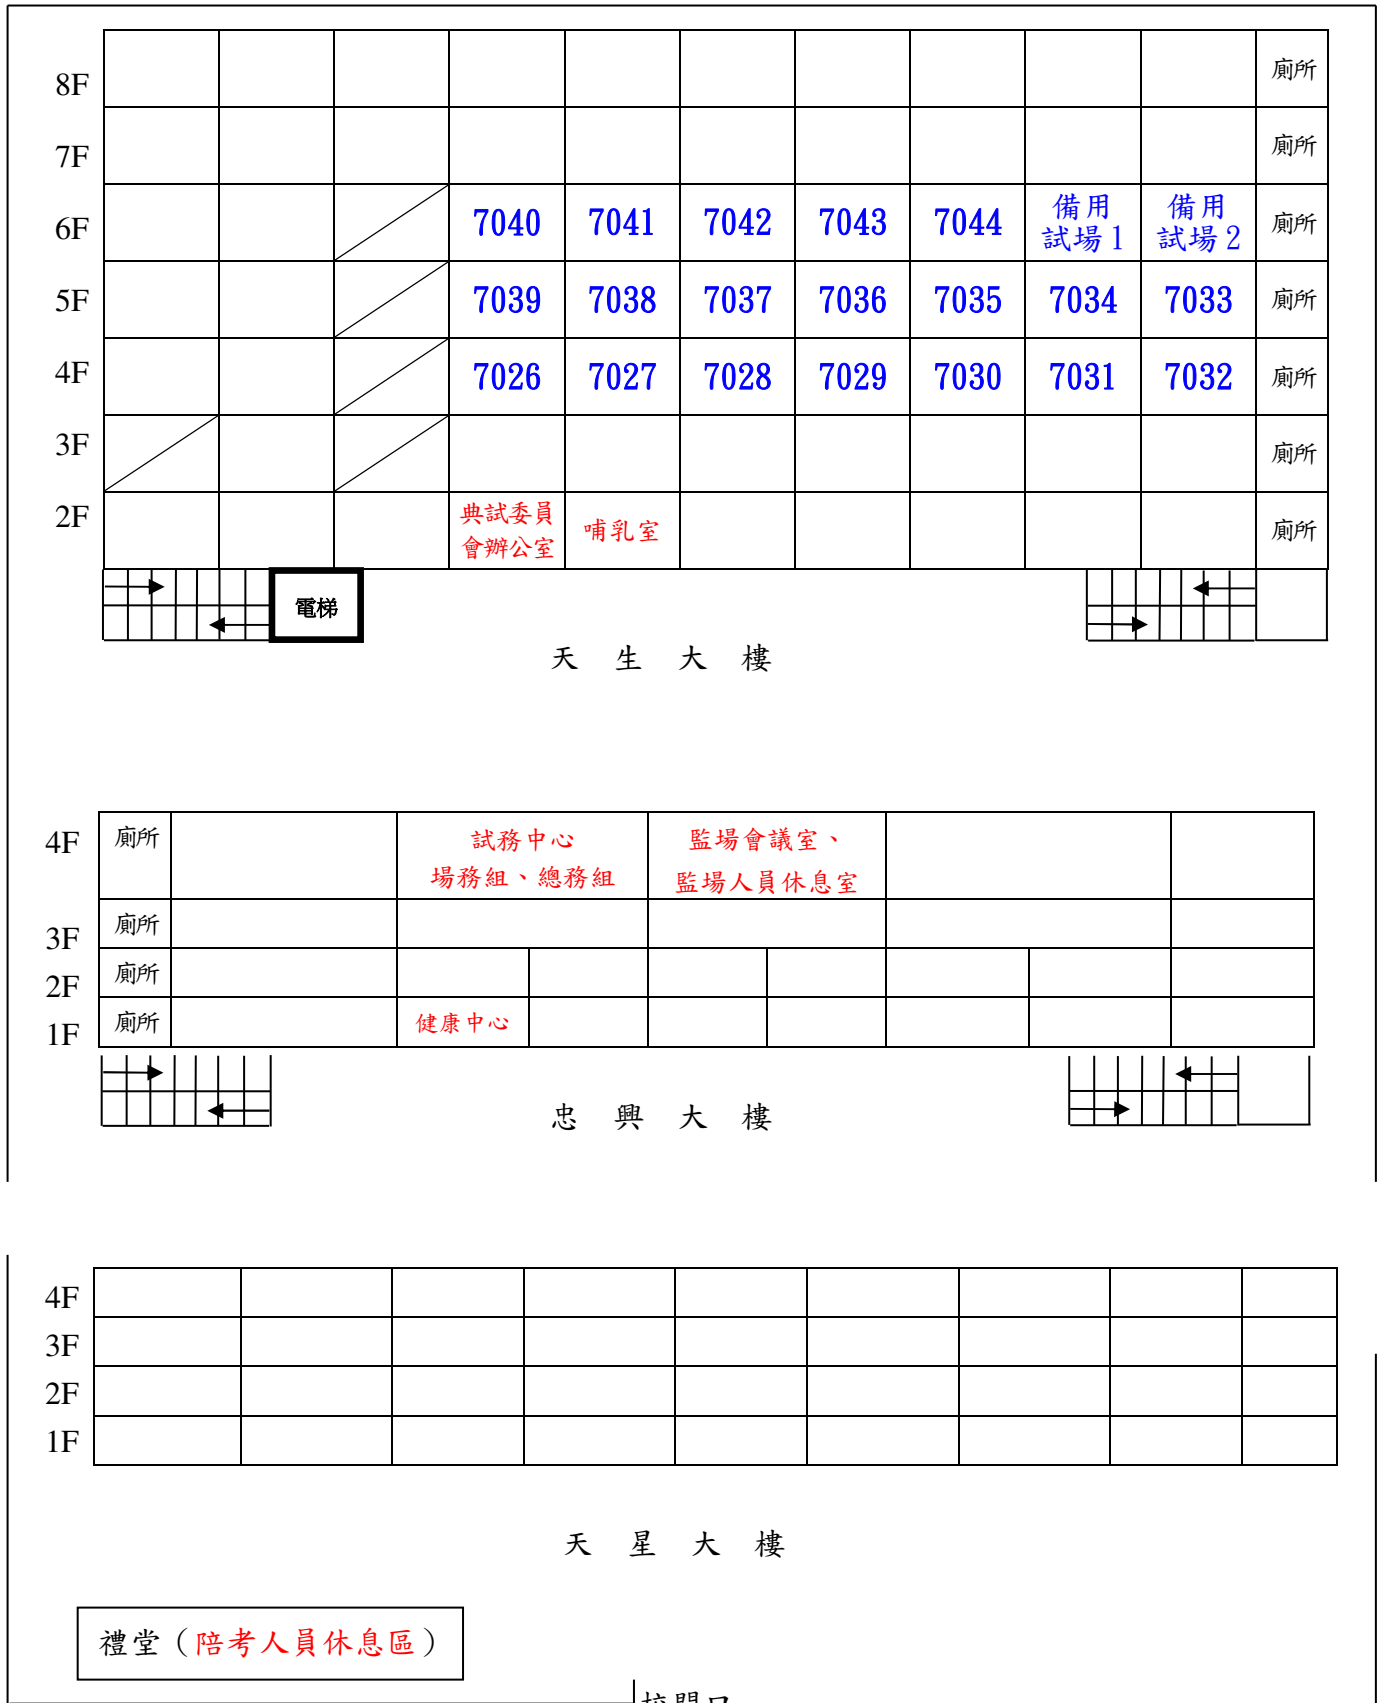 8F 廁所
7F 廁所
6F 7040 7041 7042 7043 7044 備用試場1 備用試場2 廁所
5F 7039 7038 7037 7036 7035 7034 7033 廁所
4F 7026 7027 7028 7029 7030 7031 7032 廁所
3F 廁所
2F 典試委員會辦公室 哺乳室 廁所
電梯
天生大樓
4F 廁所 試務中心 監場會議室、
場務組、總務組 監場人員休息室
3F 廁所
2F 廁所
1F 廁所 健康中心
忠興大樓
4F
3F
2F
1F
天星大樓
禮堂（陪考人員休息區）